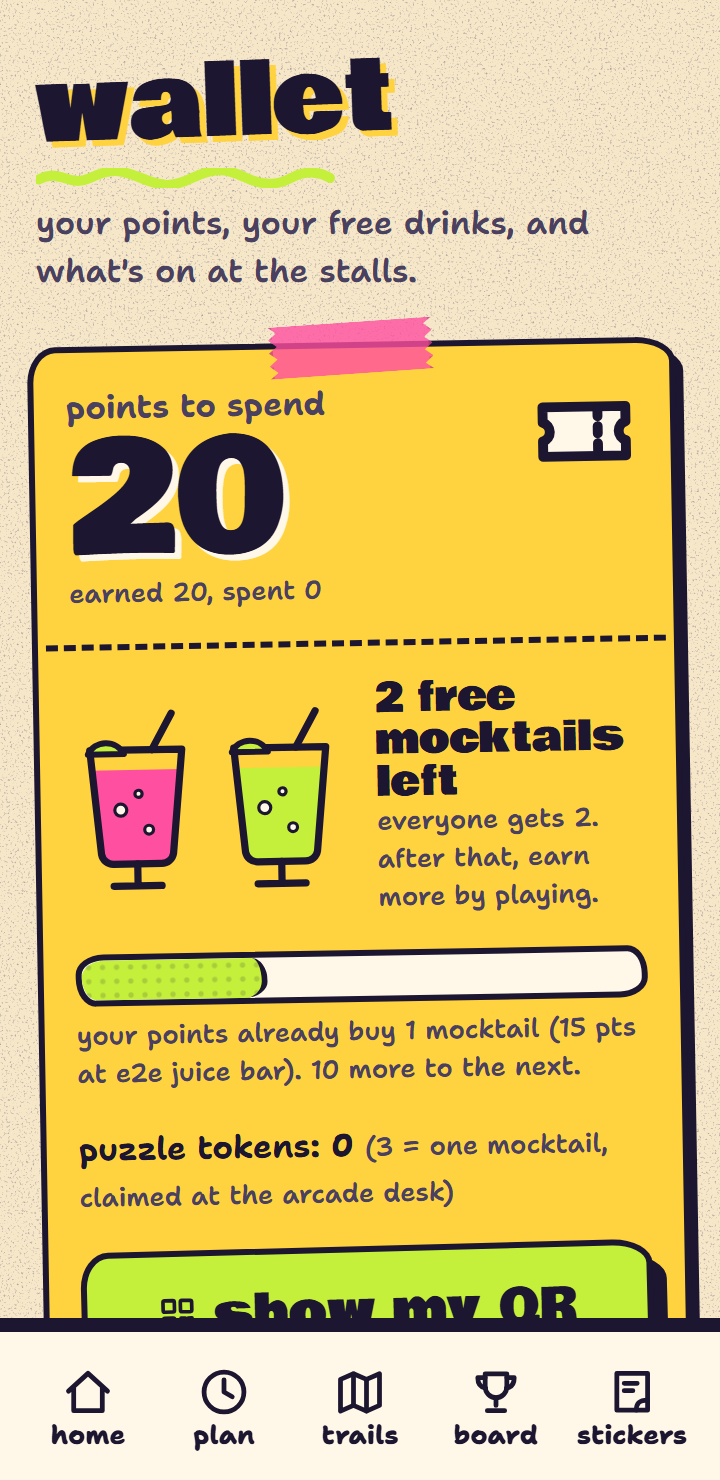 wallet
your points, your free drinks, and
what's on at the stalls.
points to spend
20
earned 20, spent 0
2 free
mocktails
left
everyone gets 2.
after that, earn
more by playing.
your points already buy 1 mocktail (15 pts
at e2e juice bar). 10 more to the next.
puzzle tokens: 0 (3 = one mocktail,
claimed at the arcade desk)
show my QR
home
plan
trails
board
stickers